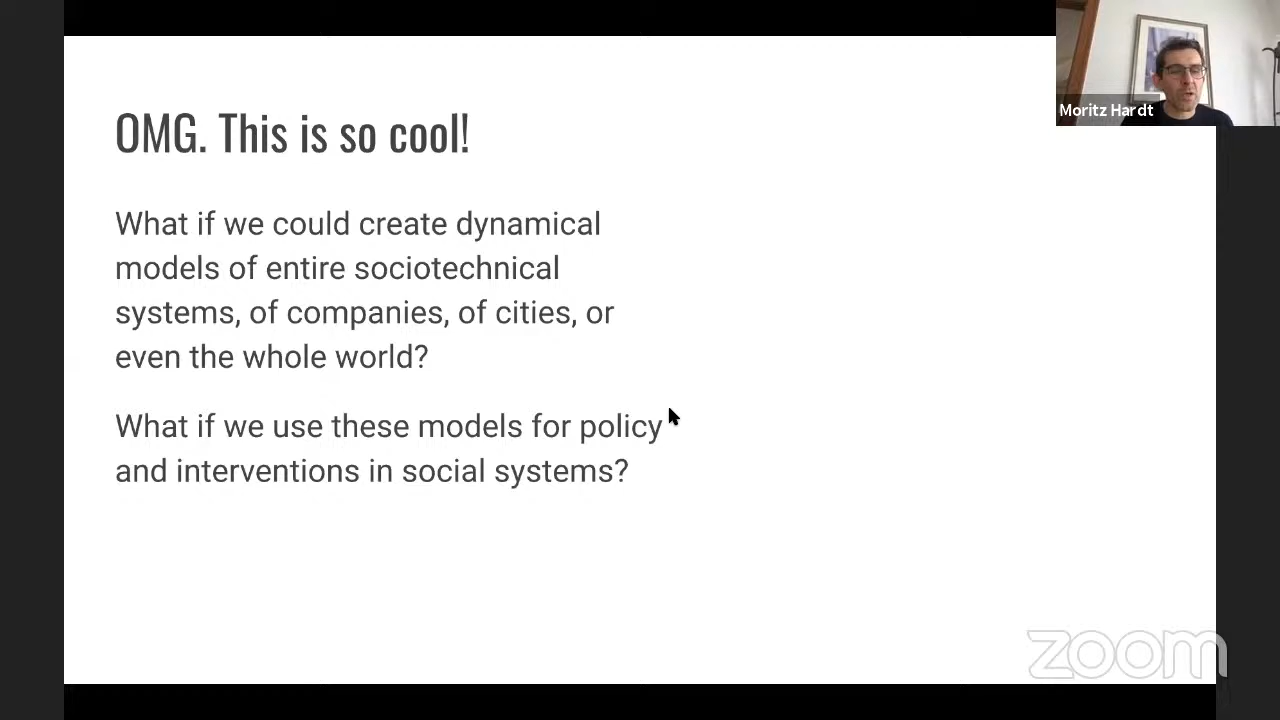 OMG. This is so cool!
What if we could create dynamical
models of entire sociotechnical
systems, of companies, of cities, or
even the whole world?
What if we use these models for policy
and interventions in social systems?
Moritz Hardt
zoom